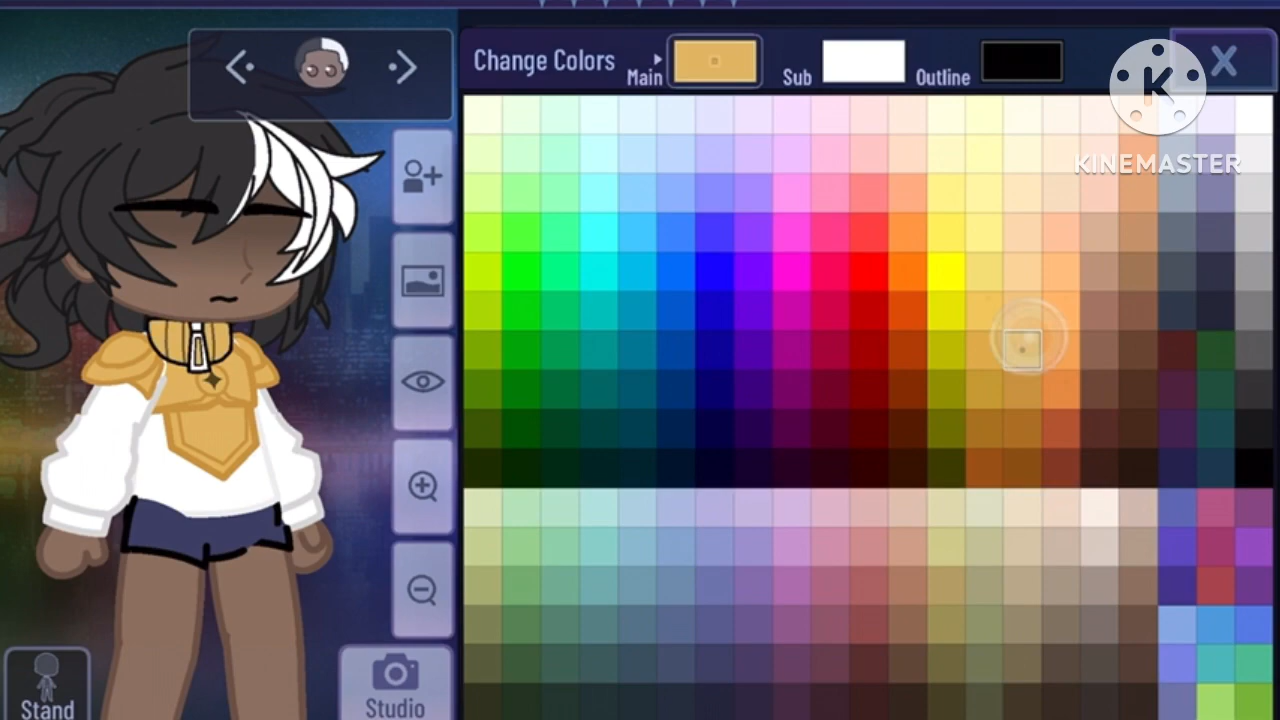 Change Colors
Main
Sub
Outline
X
K
KINEMASTER
Stand
Studio